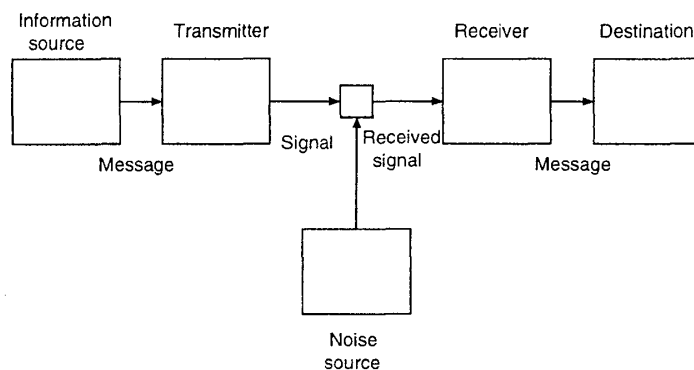 Information
source
Transmitter
Receiver
Destination
Message
Signal
Received
signal
Message
Noise
source